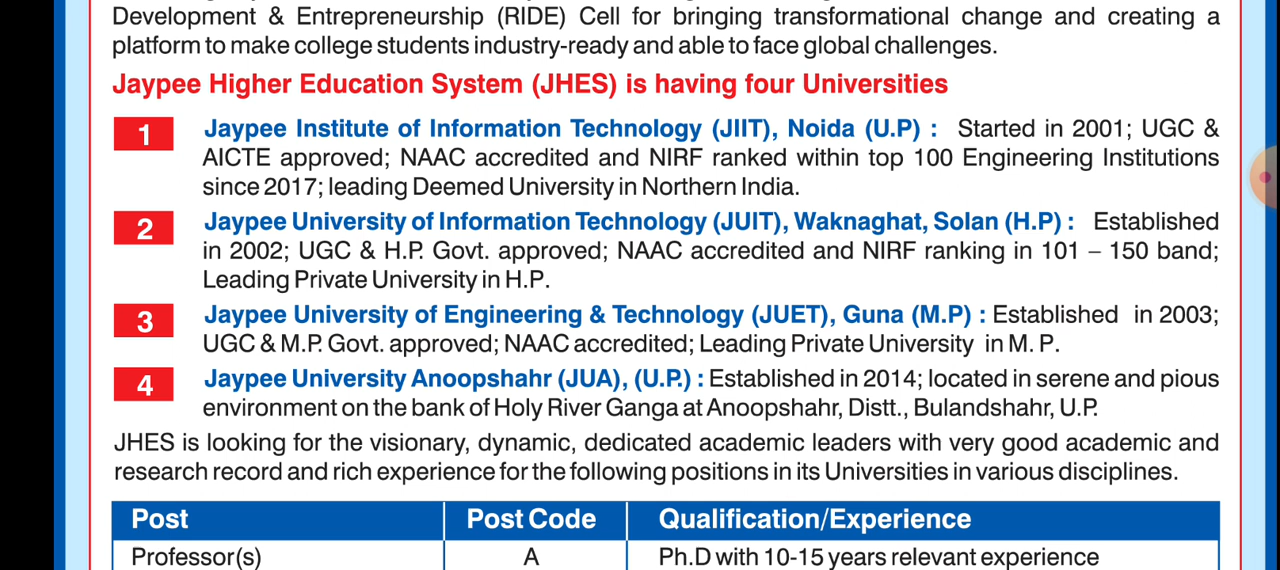 Development & Entrepreneurship (RIDE) Cell for bringing transformational change and creating a
platform to make college students industry-ready and able to face global challenges.
Jaypee Higher Education System (JHES) is having four Universities
1 Jaypee Institute of Information Technology (JIIT), Noida (U.P) : Started in 2001; UGC &
AICTE approved; NAAC accredited and NIRF ranked within top 100 Engineering Institutions
since 2017; leading Deemed University in Northern India.
2 Jaypee University of Information Technology (JUIT), Waknaghat, Solan (H.P) : Established
in 2002; UGC & H.P. Govt. approved; NAAC accredited and NIRF ranking in 101 – 150 band;
Leading Private University in H.P.
3 Jaypee University of Engineering & Technology (JUET), Guna (M.P) : Established in 2003;
UGC & M.P. Govt. approved; NAAC accredited; Leading Private University in M. P.
4 Jaypee University Anoopshahr (JUA), (U.P.) : Established in 2014; located in serene and pious
environment on the bank of Holy River Ganga at Anoopshahr, Distt., Bulandshahr, U.P.
JHES is looking for the visionary, dynamic, dedicated academic leaders with very good academic and
research record and rich experience for the following positions in its Universities in various disciplines.
Post Post Code Qualification/Experience
Professor(s) A Ph.D with 10-15 years relevant experience